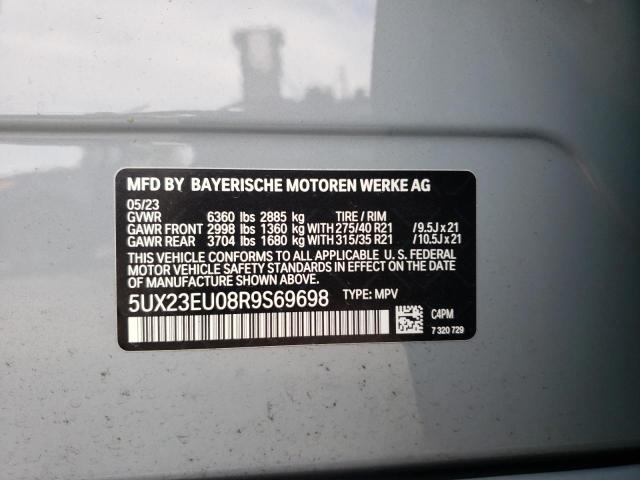 MFD BY BAYERISCHE MOTOREN WERKE AG
05/23
GVWR 6360 lbs 2885 kg TIRE / RIM
GAWR FRONT 2998 lbs 1360 kg WITH 275/40 R21 /9.5J x 21
GAWR REAR 3704 lbs 1680 kg WITH 315/35 R21 /10.5J x 21
THIS VEHICLE CONFORMS TO ALL APPLICABLE U. S. FEDERAL
MOTOR VEHICLE SAFETY STANDARDS IN EFFECT ON THE DATE
OF MANUFACTURE SHOWN ABOVE.
5UX23EU08R9S69698 TYPE: MPV
C4PM
7 320 729